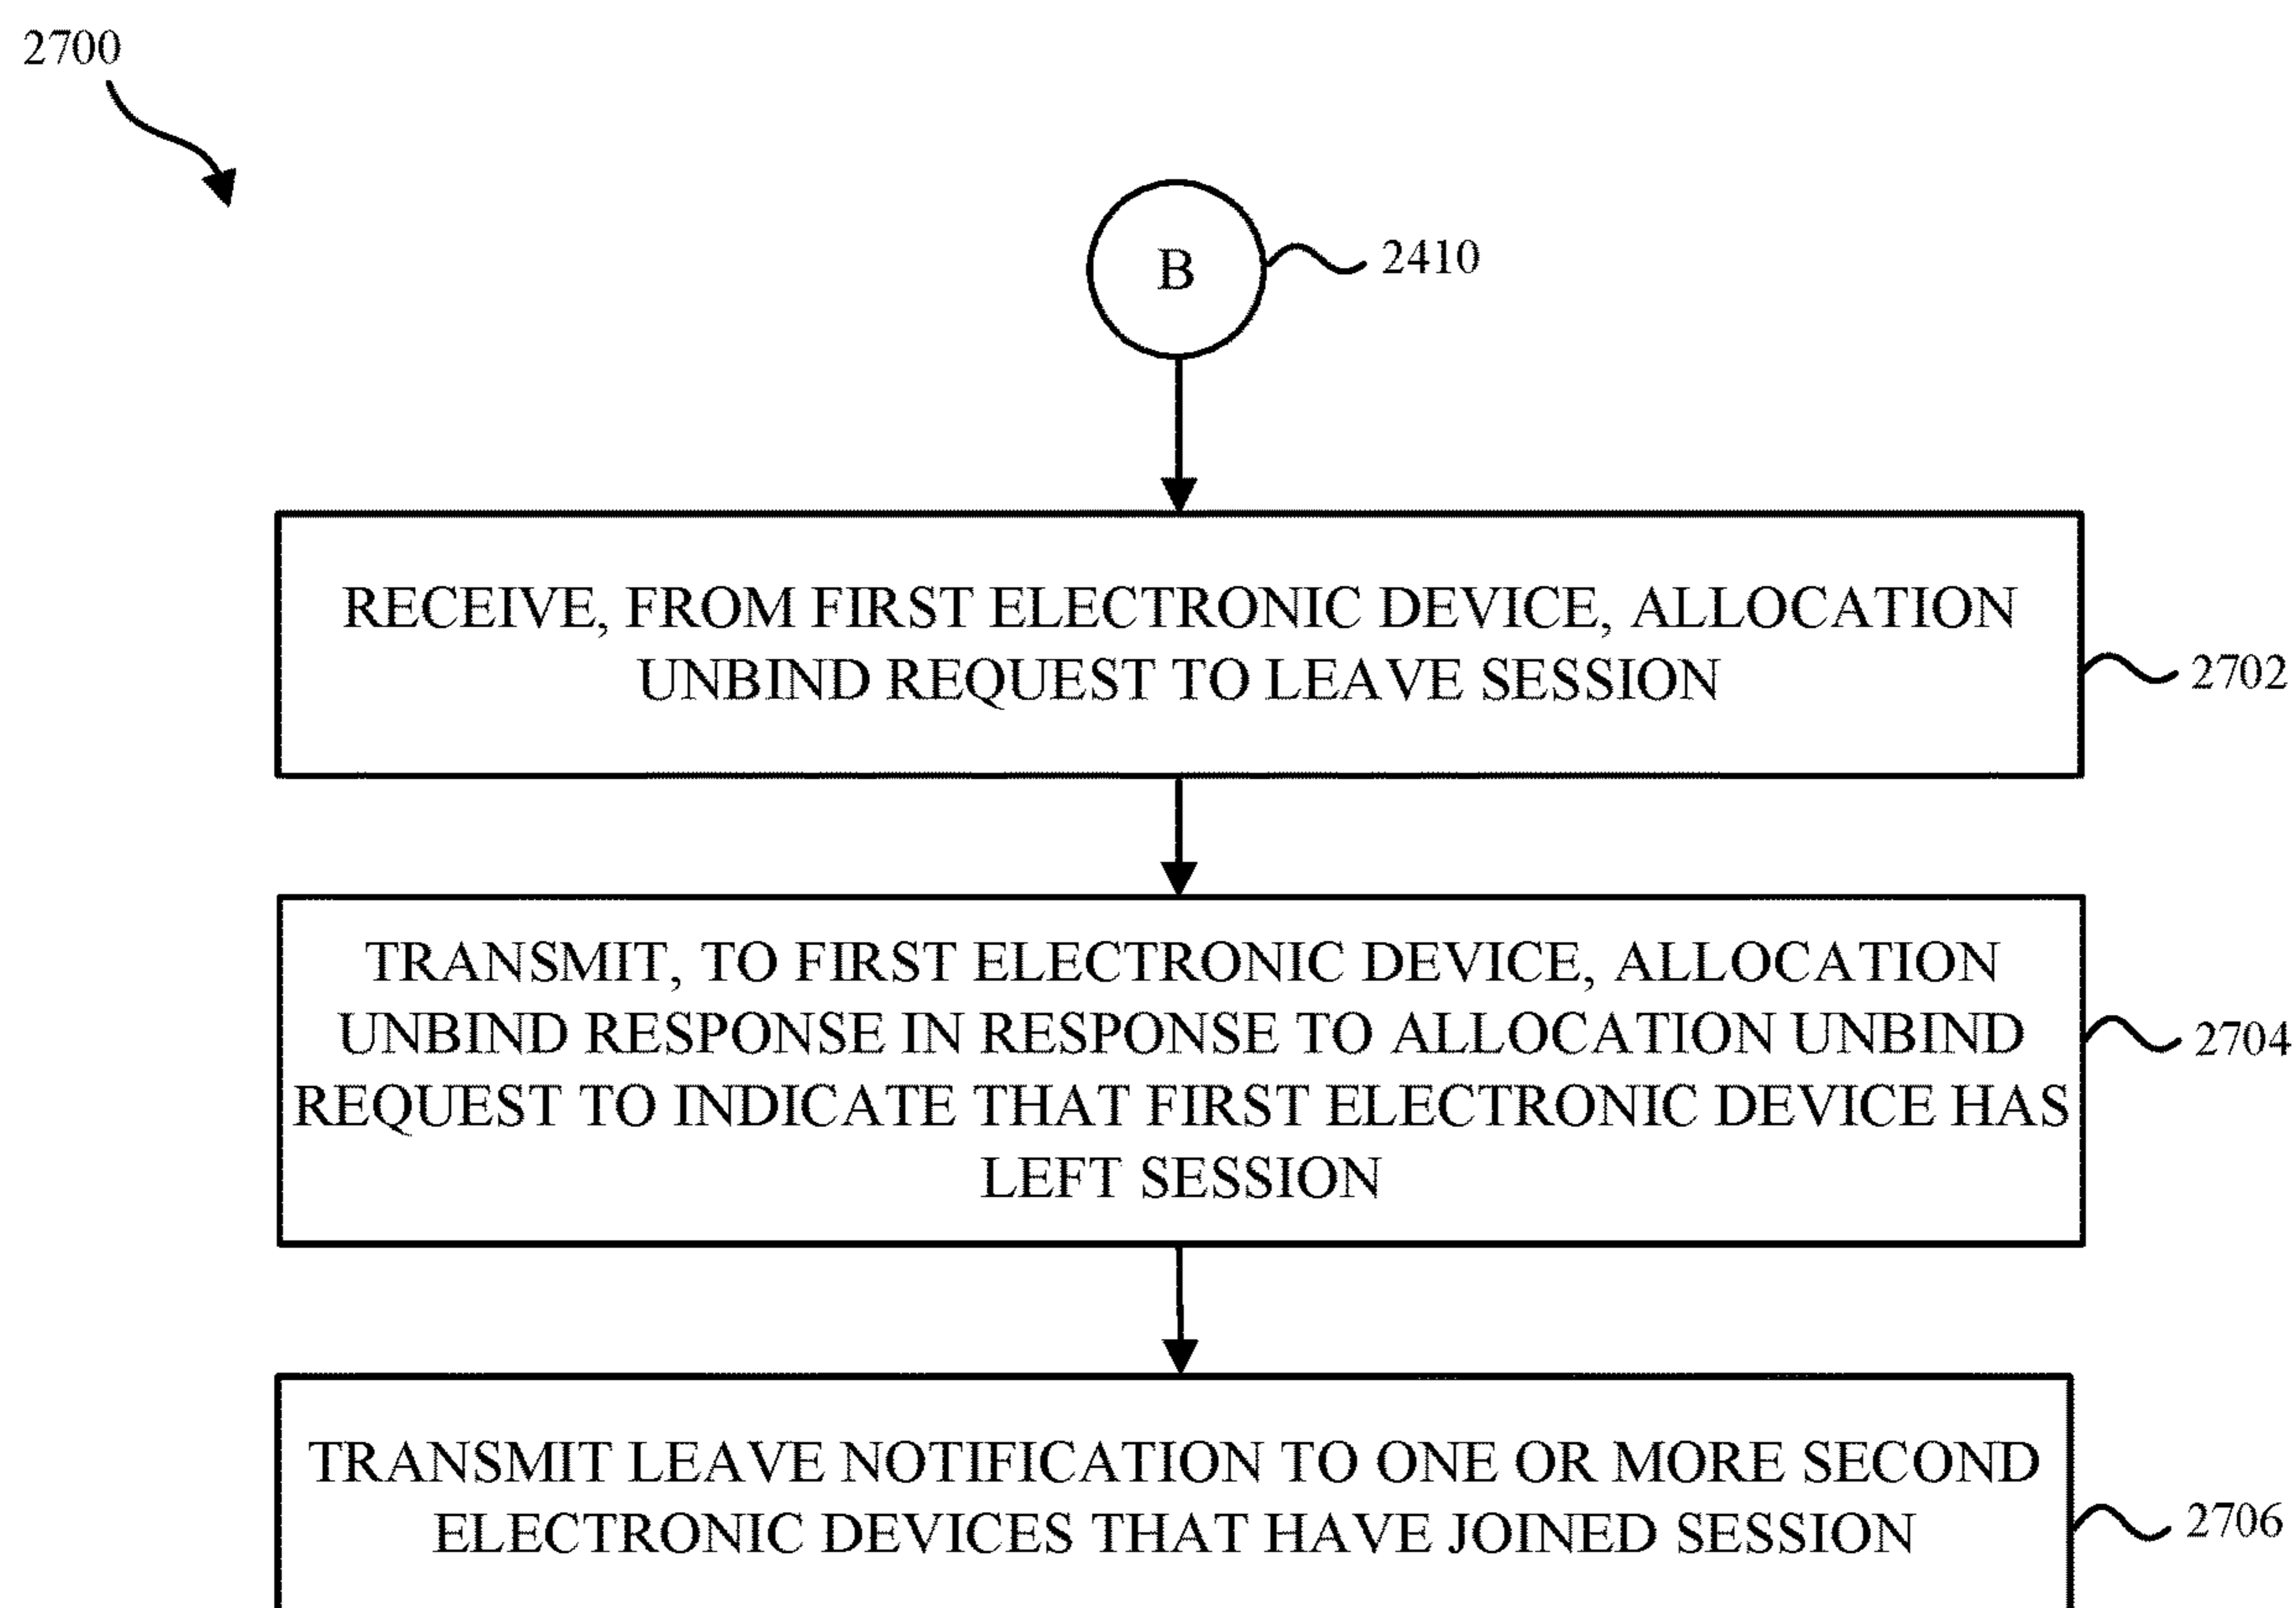 2700
B
2410
RECEIVE, FROM FIRST ELECTRONIC DEVICE, ALLOCATION
UNBIND REQUEST TO LEAVE SESSION
2702
TRANSMIT, TO FIRST ELECTRONIC DEVICE, ALLOCATION
UNBIND RESPONSE IN RESPONSE TO ALLOCATION UNBIND
REQUEST TO INDICATE THAT FIRST ELECTRONIC DEVICE HAS
LEFT SESSION
2704
TRANSMIT LEAVE NOTIFICATION TO ONE OR MORE SECOND
ELECTRONIC DEVICES THAT HAVE JOINED SESSION
2706